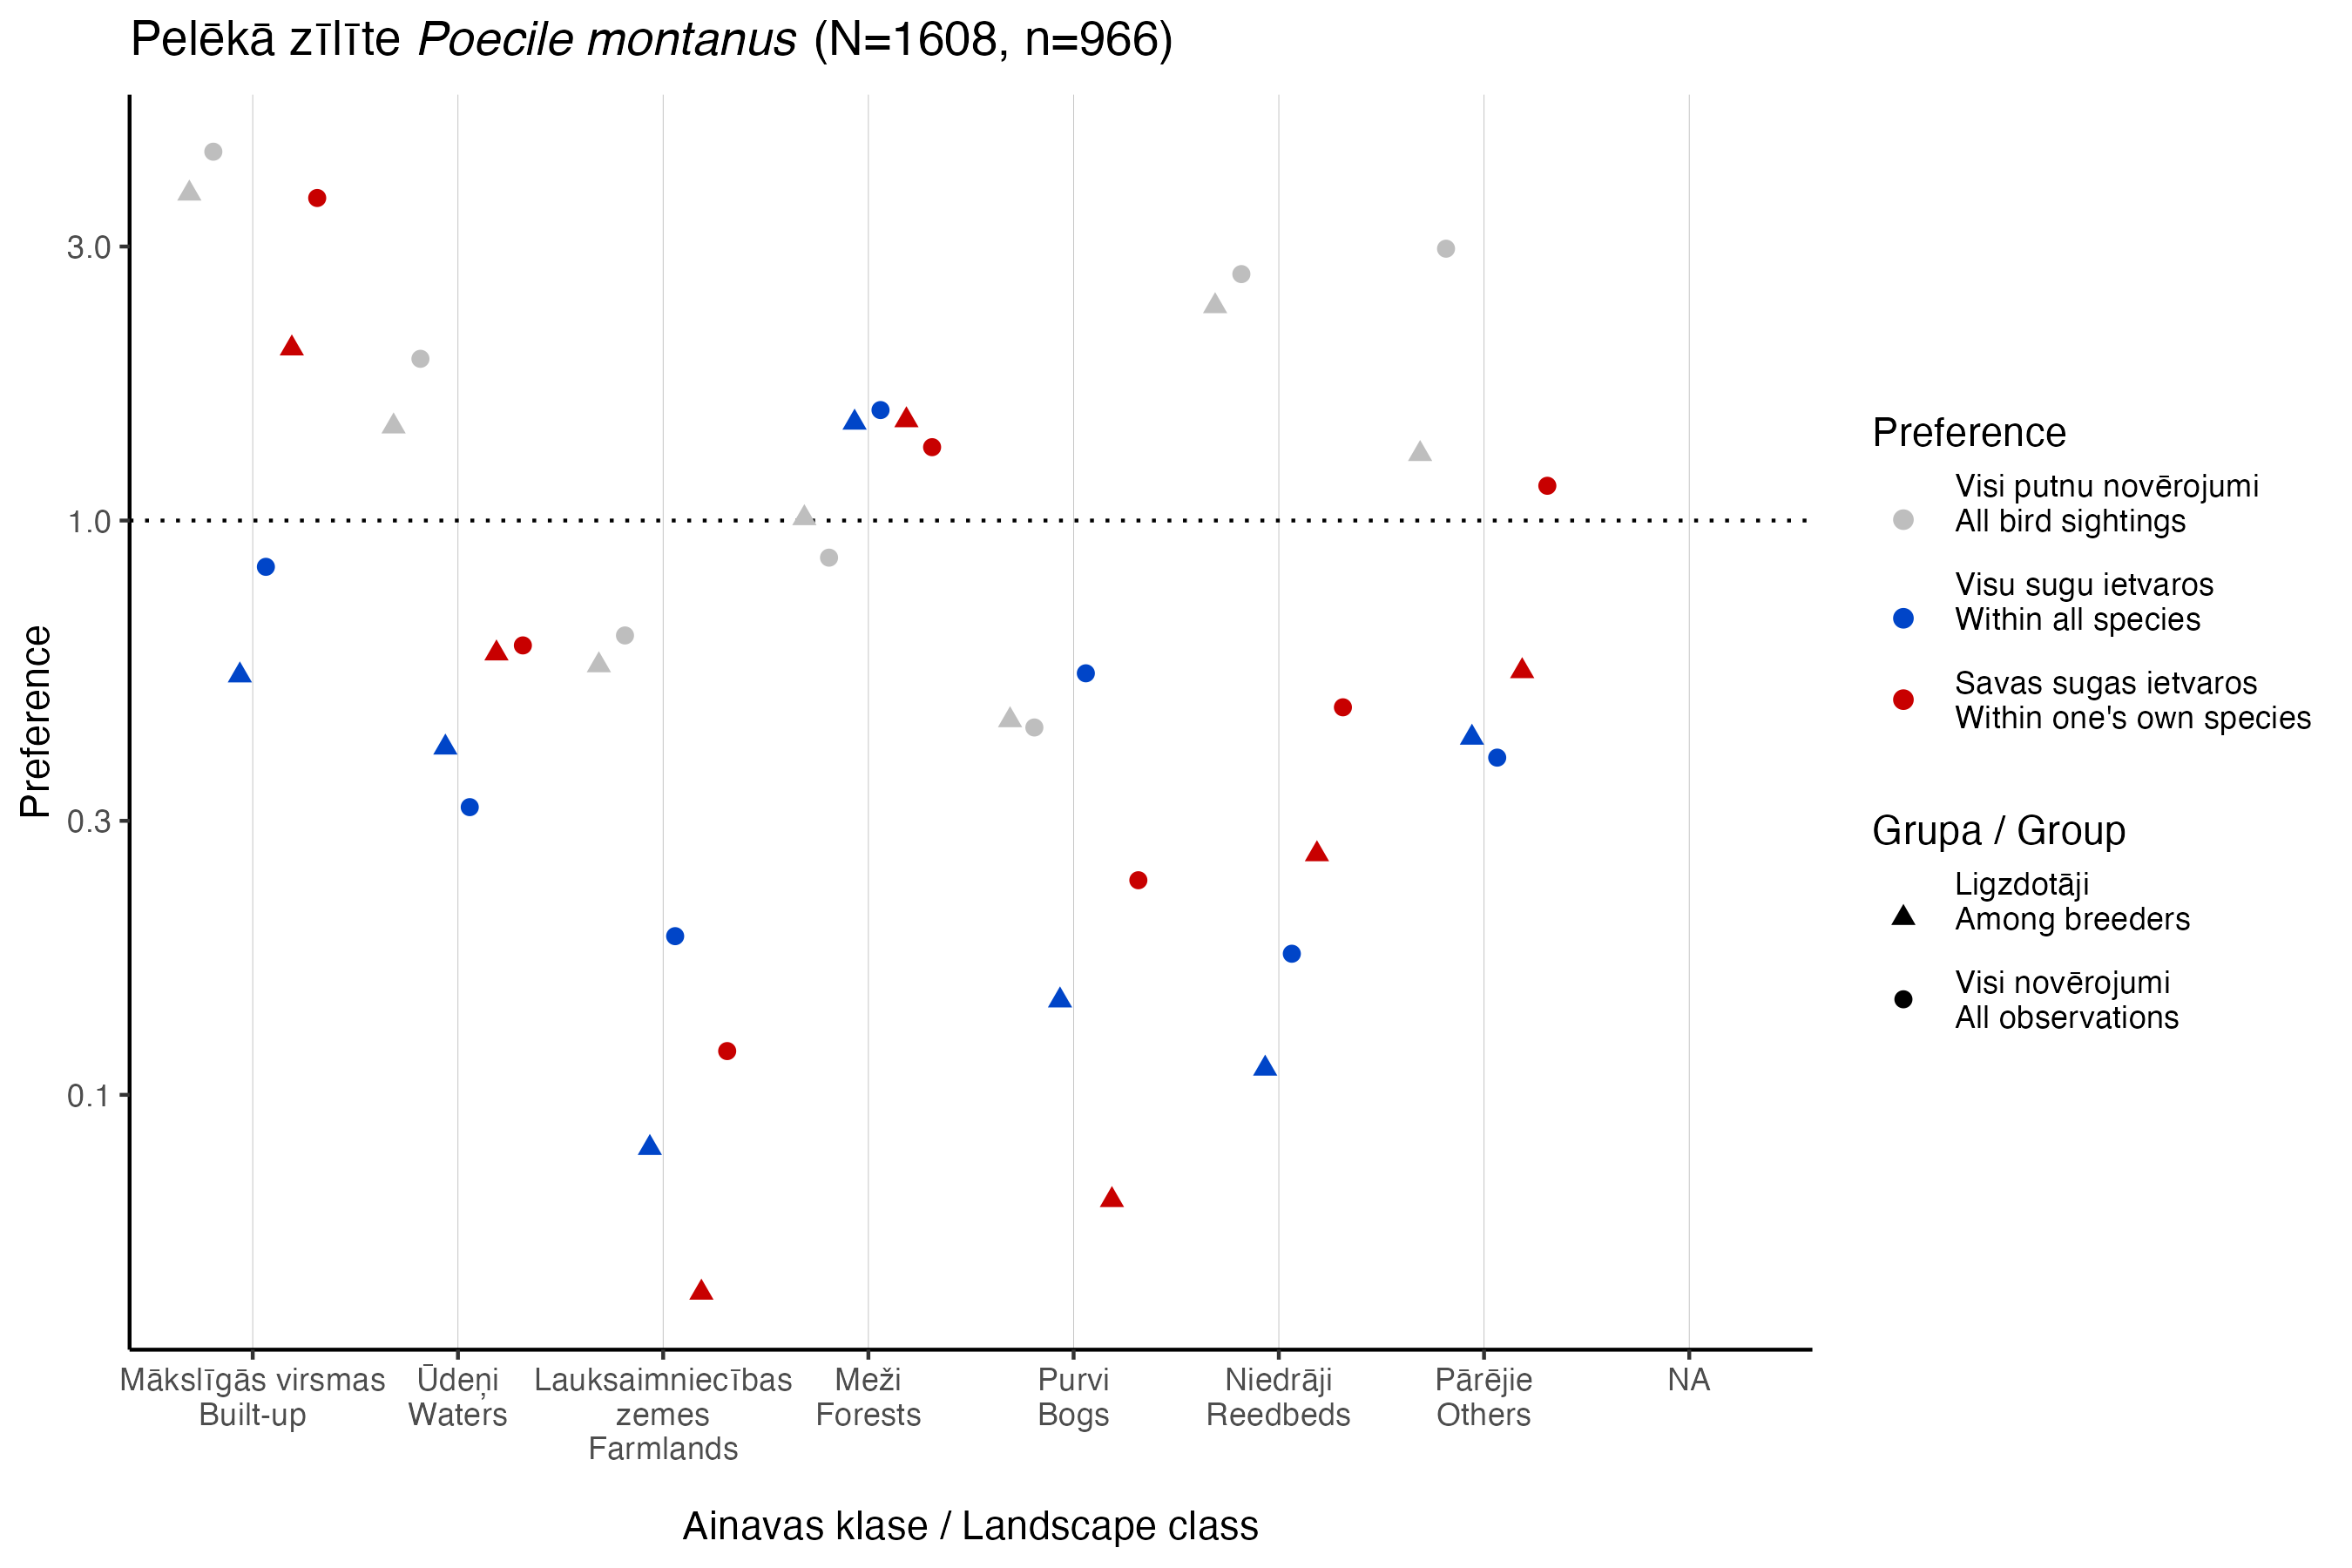 Pelēkā zīlīte Poecile montanus (N=1608, n=966)
Preference
3.0
1.0
0.3
0.1
Mākslīgās virsmas
Built-up
Ūdeņi
Waters
Lauksaimniecības
zemes
Farmlands
Meži
Forests
Purvi
Bogs
Niedrāji
Reedbeds
Pārējie
Others
NA
Ainavas klase / Landscape class
Preference
Visi putnu novērojumi
All bird sightings
Visu sugu ietvaros
Within all species
Savas sugas ietvaros
Within one's own species
Grupa / Group
Ligzdotāji
Among breeders
Visi novērojumi
All observations